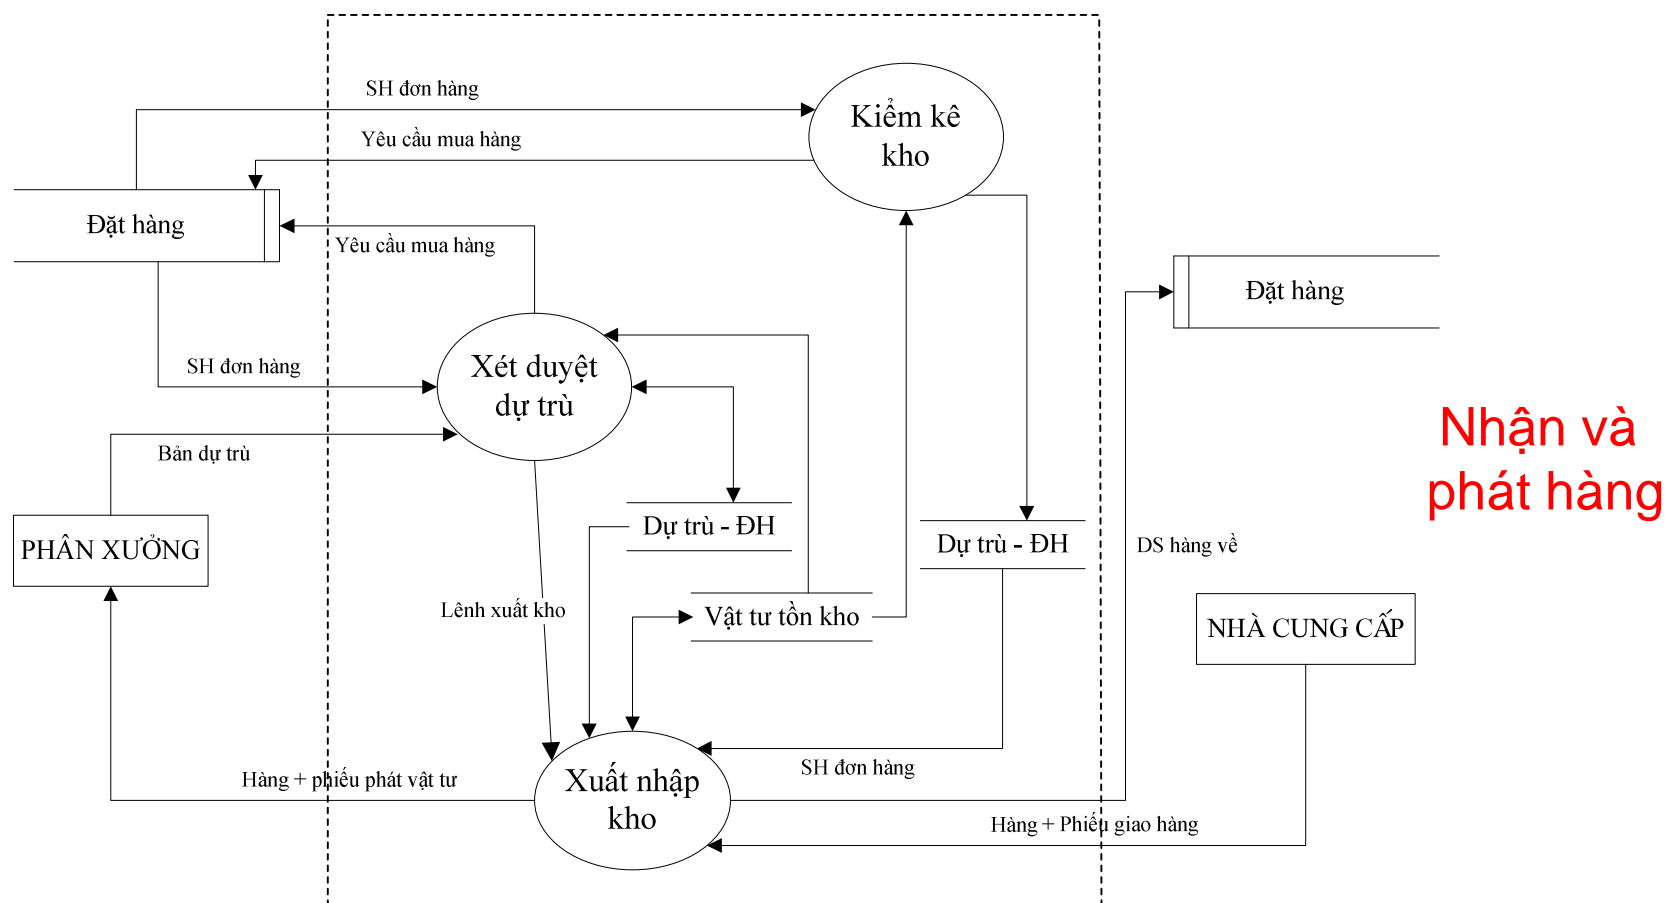 SH đơn hàng
Kiểm kê
kho
Yêu cầu mua hàng
Đặt hàng
Yêu cầu mua hàng
Đặt hàng
SH đơn hàng
Xét duyệt
dự trù
Nhận và
phát hàng
Bản dự trù
PHÂN XƯỞNG
Dự trù - ĐH
Dự trù - ĐH
DS hàng về
Lênh xuất kho
Vật tư tồn kho
NHÀ CUNG CẤP
Hàng + phiếu phát vật tư
Xuất nhập
kho
SH đơn hàng
Hàng + Phiếu giao hàng